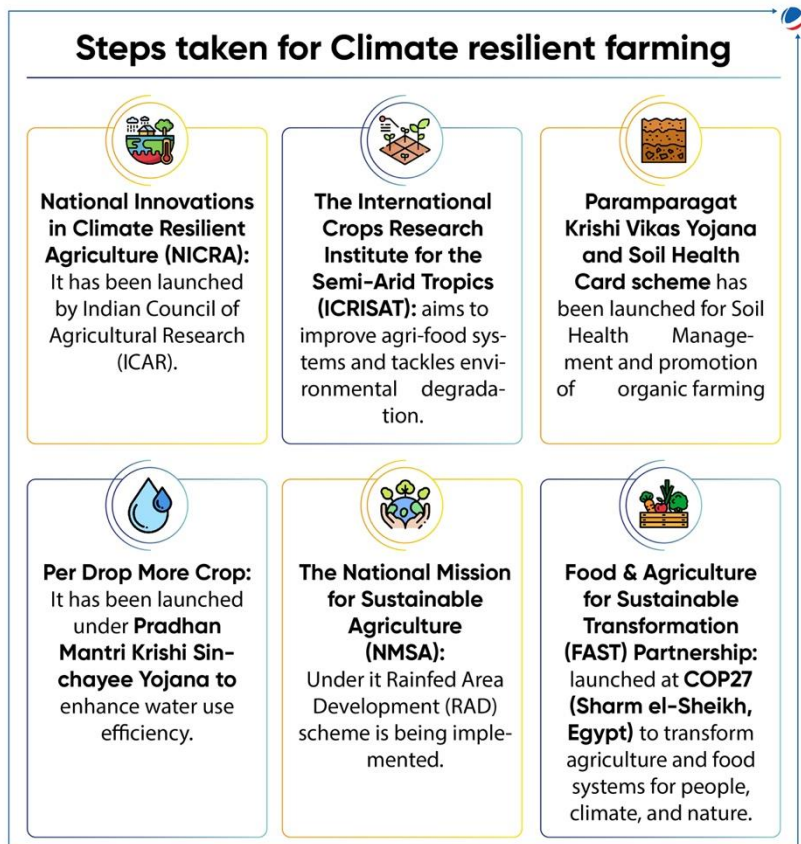 Steps taken for Climate resilient farming
National Innovations
in Climate Resilient
Agriculture (NICRA):
It has been launched
by Indian Council of
Agricultural Research
(ICAR).
The International
Crops Research
Institute for the
Semi-Arid Tropics
(ICRISAT): aims to
improve agri-food sys-
tems and tackles envi-
ronmental degrada-
tion.
Paramparagat
Krishi Vikas Yojana
and Soil Health
Card scheme has
been launched for Soil
Health Manage-
ment and promotion
of organic farming
Per Drop More Crop:
It has been launched
under Pradhan
Mantri Krishi Sin-
chayee Yojana to
enhance water use
efficiency.
The National Mission
for Sustainable
Agriculture
(NMSA):
Under it Rainfed Area
Development (RAD)
scheme is being imple-
mented.
Food & Agriculture
for Sustainable
Transformation
(FAST) Partnership:
launched at COP27
(Sharm el-Sheikh,
Egypt) to transform
agriculture and food
systems for people,
climate, and nature.